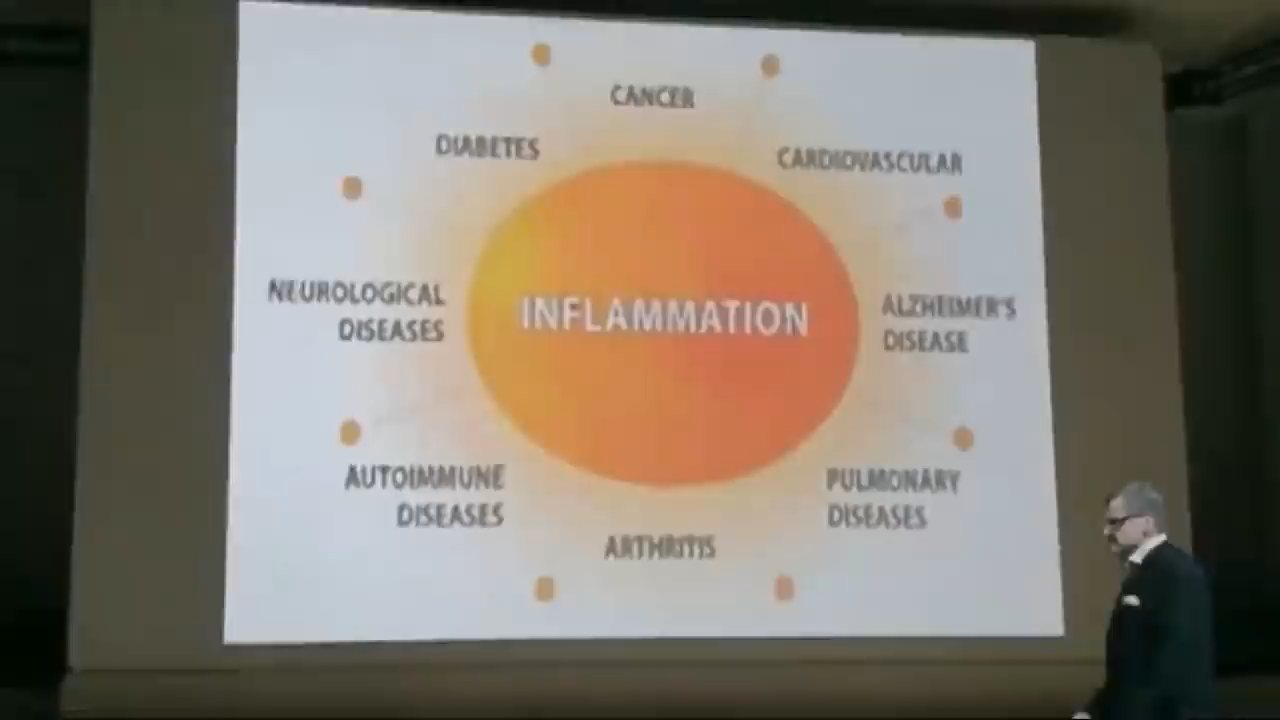 CANCER
DIABETES
CARDIOVASCULAR
NEUROLOGICAL
DISEASES
INFLAMMATION
ALZHEIMER'S
DISEASE
AUTOIMMUNE
DISEASES
PULMONARY
DISEASES
ARTHRITIS